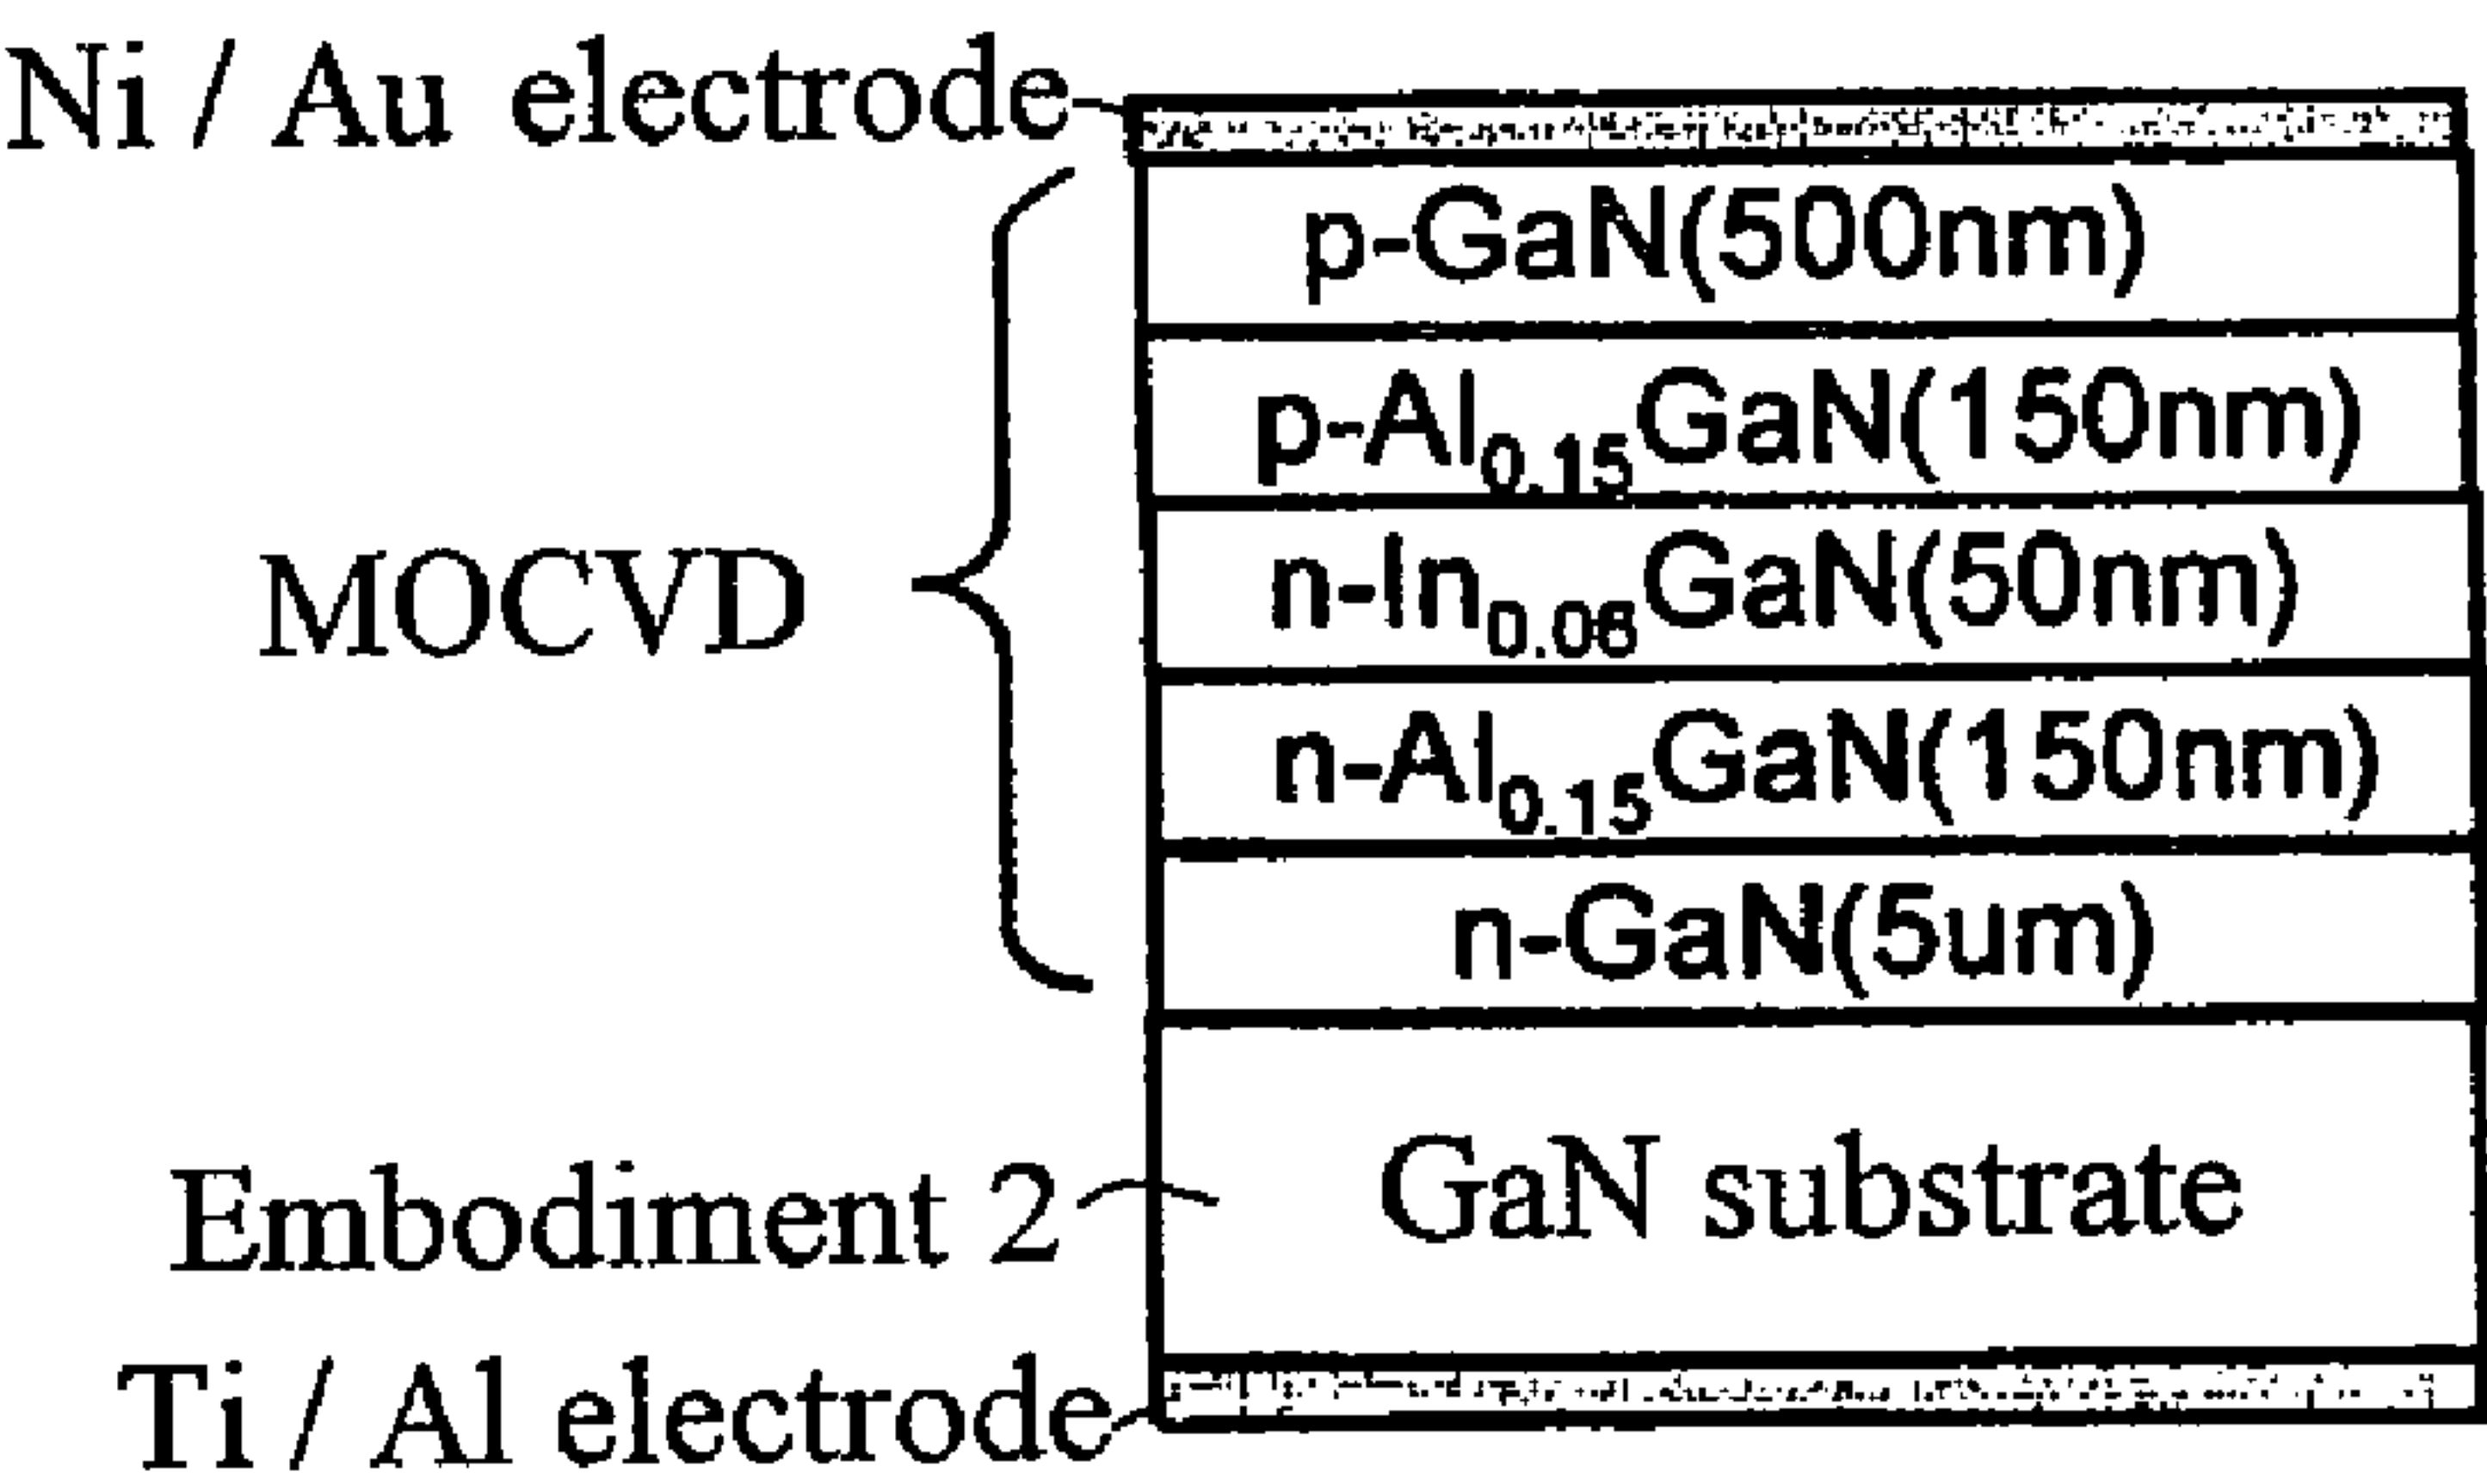 Ni / Au electrode
p-GaN(500nm)
p-Al0.15GaN(150nm)
MOCVD
n-In0.06GaN(50nm)
n-Al0.15GaN(150nm)
n-GaN(5um)
Embodiment 2
GaN substrate
Ti / Al electrode